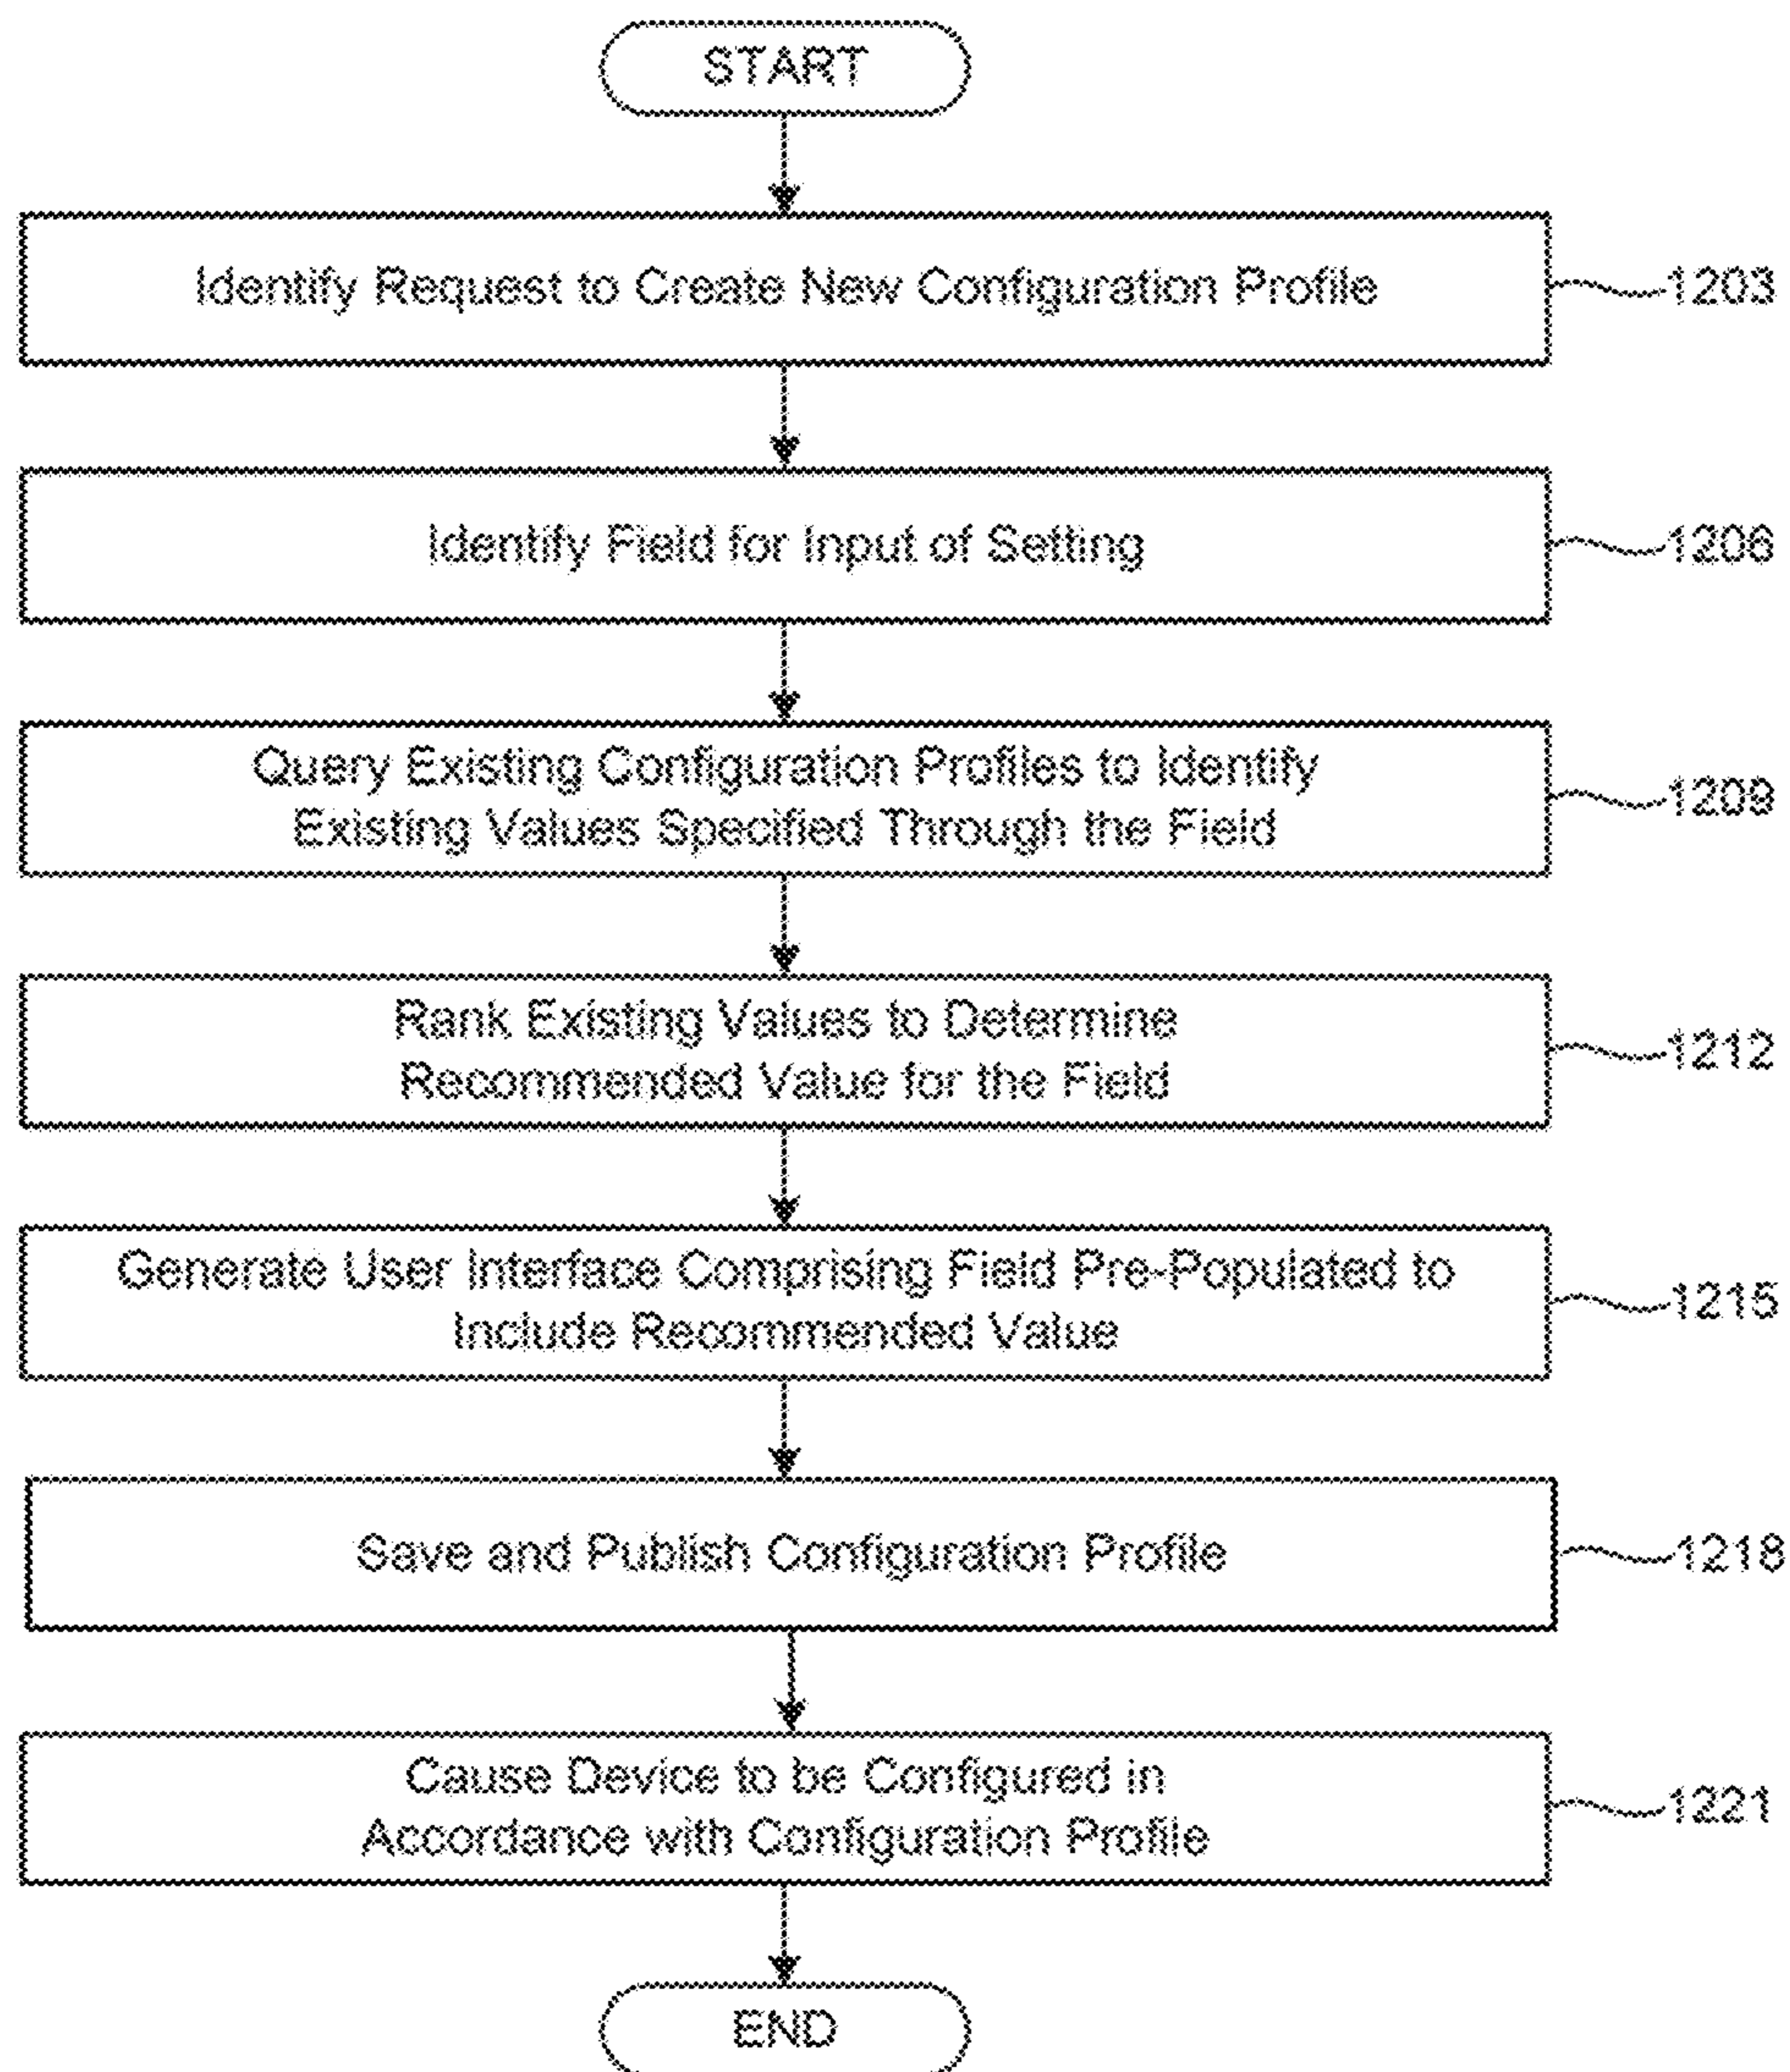 START
Identify Request to Create New Configuration Profile
1203
Identify Field for Input of Setting
1206
Query Existing Configuration Profiles to Identify
Existing Values Specified Through the Field
1209
Rank Existing Values to Determine
Recommended Value for the Field
1212
Generate User Interface Comprising Field Pre-Populated to
Include Recommended Value
1215
Save and Publish Configuration Profile
1218
Cause Device to be Configured in
Accordance with Configuration Profile
1221
END